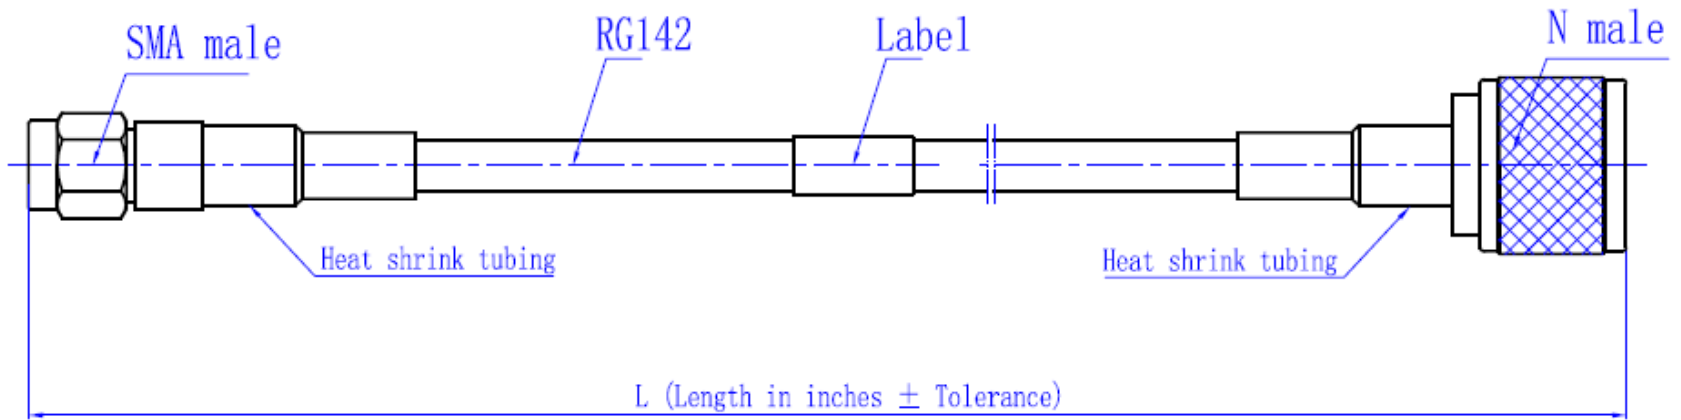 SMA male
RG142
Label
N male
Heat shrink tubing
Heat shrink tubing
L (Length in inches ± Tolerance)